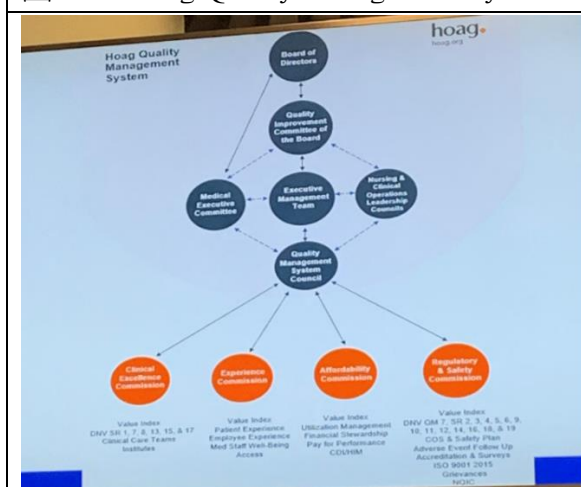 Hoag Quality
Management
System
hoag.
hoag.org
Board of
Directors
Quality
Improvement
Committee of
the Board
Medical
Executive
Committee
Executive
Management
Team
Nursing &
Clinical
Operations
Leadership
Councils
Quality
Management
System
Council
Clinical
Excellence
Commission
Experience
Commission
Affordability
Commission
Regulatory
& Safety
Commission
Value Index
DNV SR 1, 7, 8, 13, 15, & 17
Clinical Care Teams
Institutes
Value Index
Patient Experience
Employee Experience
Med Staff Well-Being
Access
Value Index
Utilization Management
Financial Stewardship
Pay for Performance
CDI/HIM
Value Index
DNV QM 7, SR 2, 3, 4, 5, 6, 9,
10, 11, 12, 14, 16, 18, & 19
COS & Safety Plan
Adverse Event Follow Up
Accreditation & Surveys
ISO 9001 2015
Grievances
NQIC